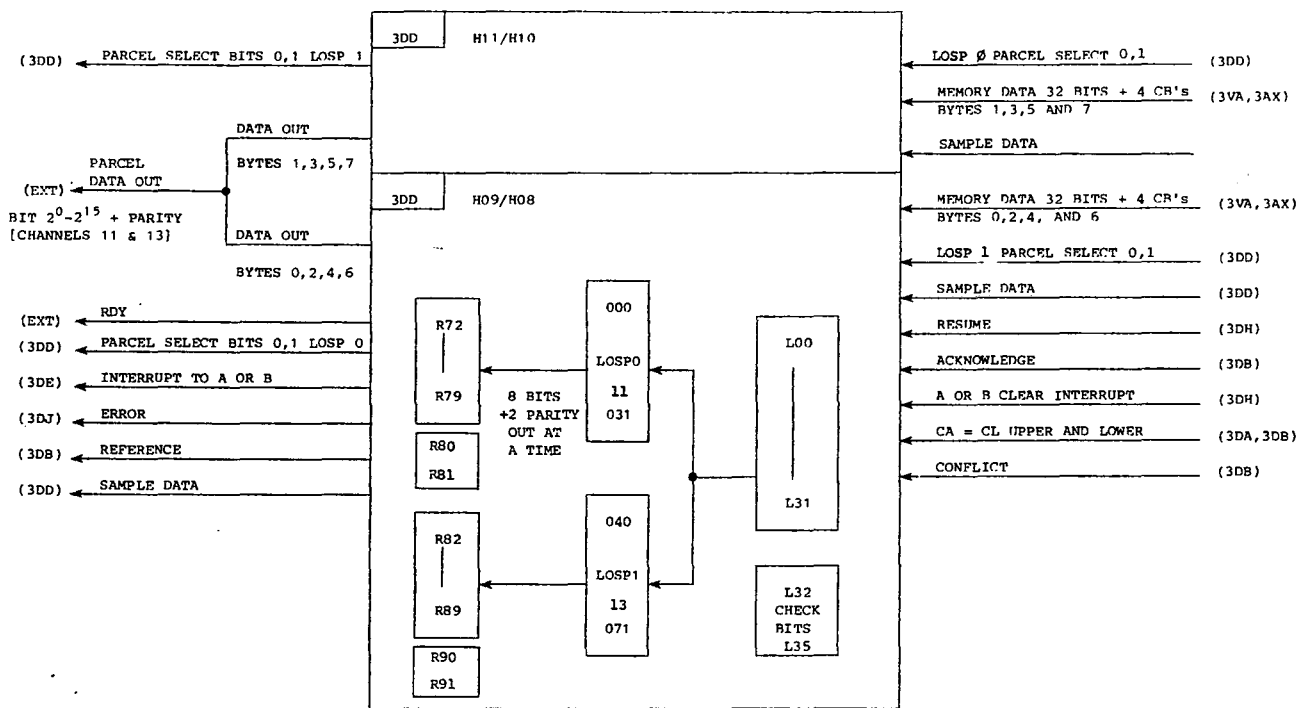 3DD H11/H10
(3DD) PARCEL SELECT BITS 0,1 LOSP 1
DATA OUT
BYTES 1,3,5,7
PARCEL
DATA OUT
(EXT)
BIT 2⁰-2¹⁵ + PARITY
[CHANNELS 11 & 13]
DATA OUT
BYTES 0,2,4,6
(EXT) RDY
(3DD) PARCEL SELECT BITS 0,1 LOSP 0
(3DE) INTERRUPT TO A OR B
(3DJ) ERROR
(3DB) REFERENCE
(3DD) SAMPLE DATA
3DD H09/H08
R72
R79
R80
R81
R82
R89
R90
R91
8 BITS
+2 PARITY
OUT AT
A TIME
000
LOSP0
11
031
040
LOSP1
13
071
L00
L31
L32
CHECK
BITS
L35
LOSP Ø PARCEL SELECT 0,1 (3DD)
MEMORY DATA 32 BITS + 4 CB's (3VA,3AX)
BYTES 1,3,5 AND 7
SAMPLE DATA
MEMORY DATA 32 BITS + 4 CB's (3VA,3AX)
BYTES 0,2,4, AND 6
LOSP 1 PARCEL SELECT 0,1 (3DD)
SAMPLE DATA (3DD)
RESUME (3DH)
ACKNOWLEDGE (3DB)
A OR B CLEAR INTERRUPT (3DH)
CA = CL UPPER AND LOWER (3DA,3DB)
CONFLICT (3DB)